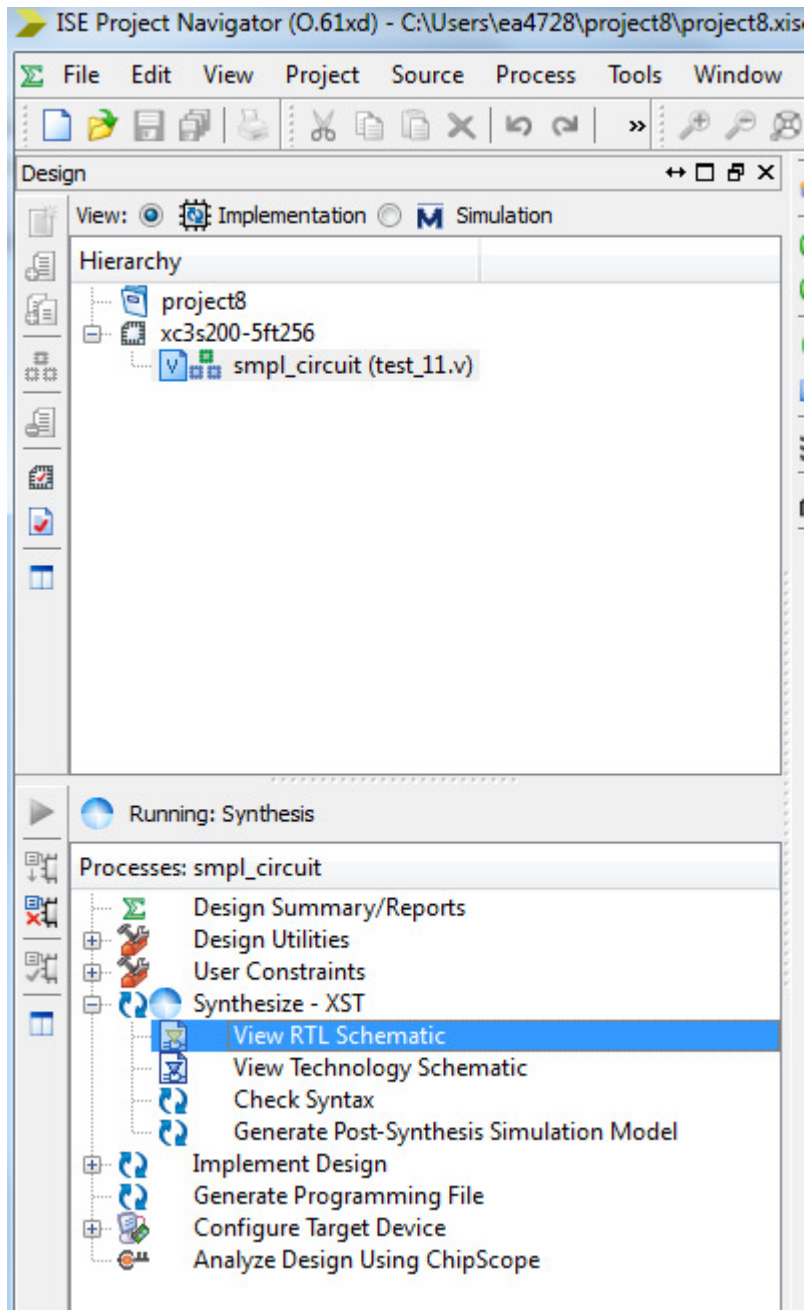 ISE Project Navigator (O.61xd) - C:\Users\ea4728\project8\project8.xise
File Edit View Project Source Process Tools Window
»
Design
View: Implementation Simulation
Hierarchy
project8
xc3s200-5ft256
V smpl_circuit (test_11.v)
Running: Synthesis
Processes: smpl_circuit
Design Summary/Reports
Design Utilities
User Constraints
Synthesize - XST
View RTL Schematic
View Technology Schematic
Check Syntax
Generate Post-Synthesis Simulation Model
Implement Design
Generate Programming File
Configure Target Device
Analyze Design Using ChipScope